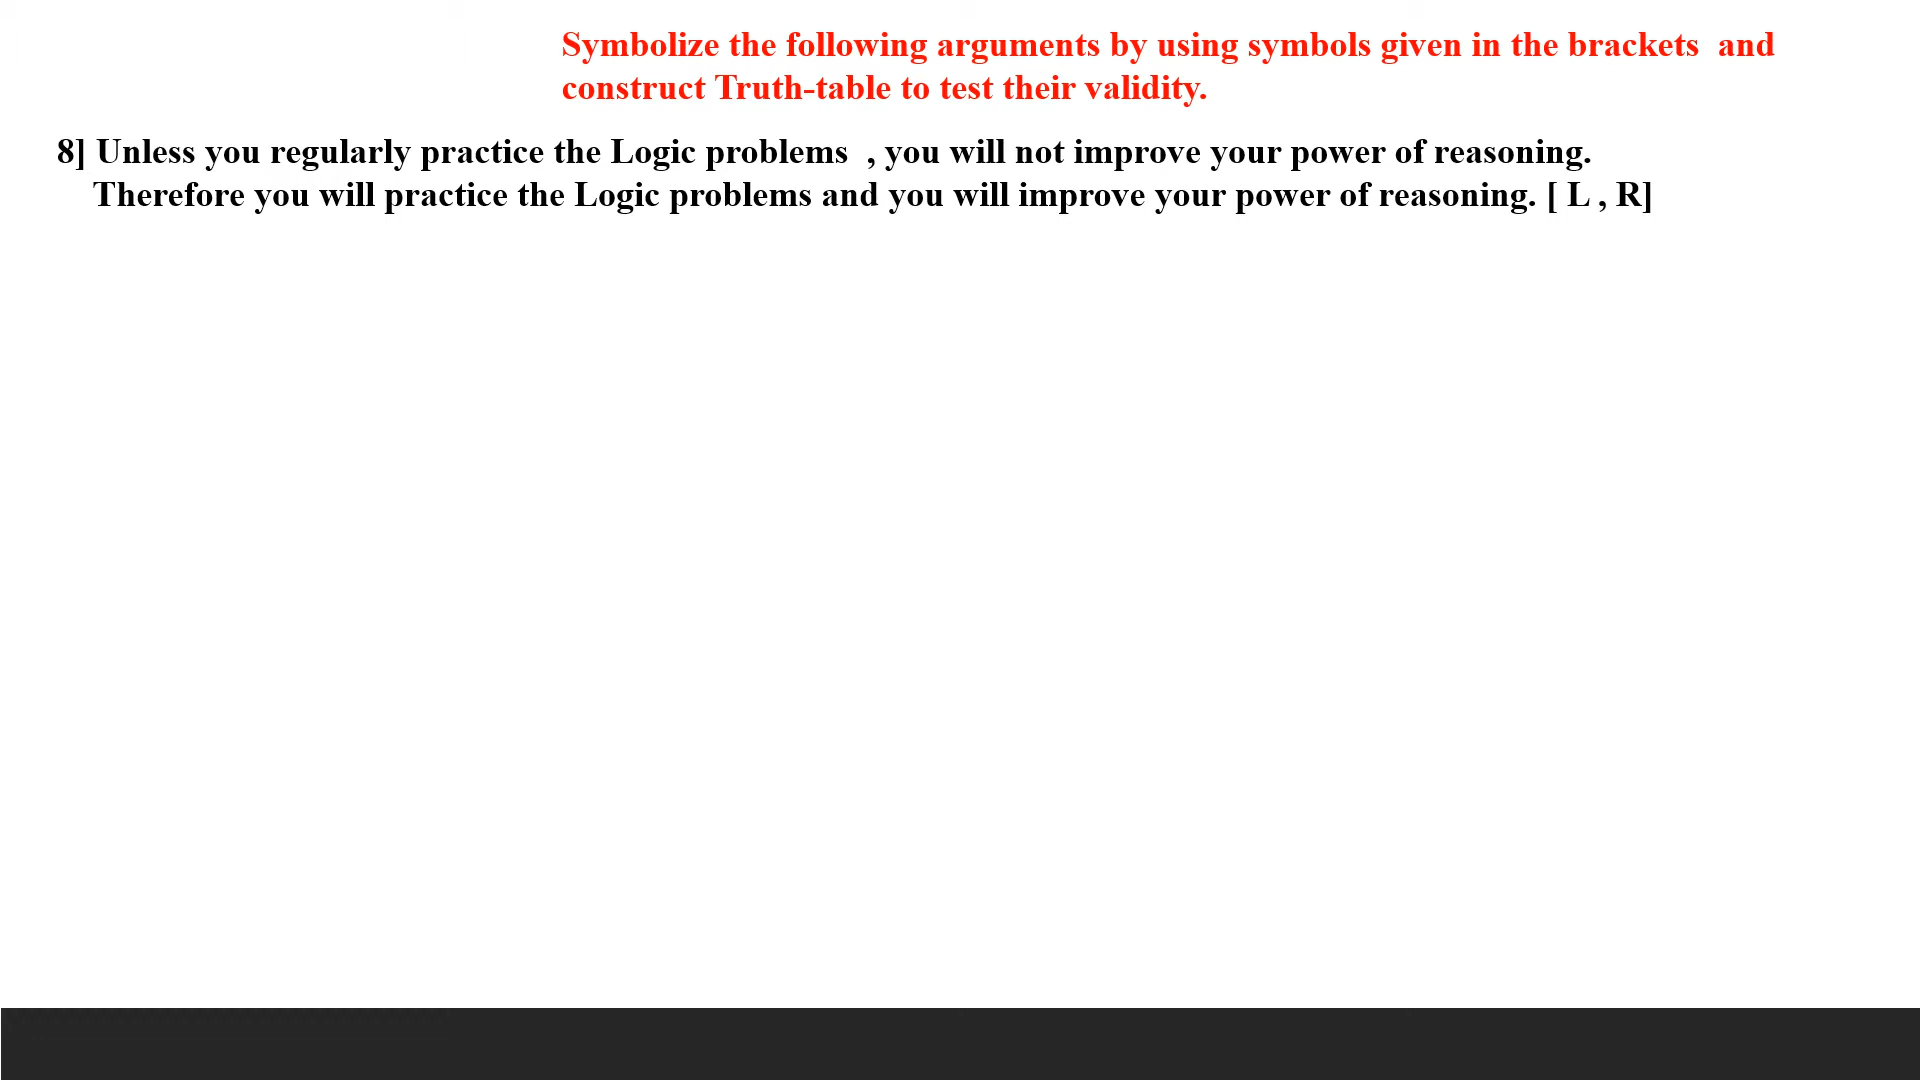 Symbolize the following arguments by using symbols given in the brackets and
construct Truth-table to test their validity.
8] Unless you regularly practice the Logic problems , you will not improve your power of reasoning.
Therefore you will practice the Logic problems and you will improve your power of reasoning. [ L , R]